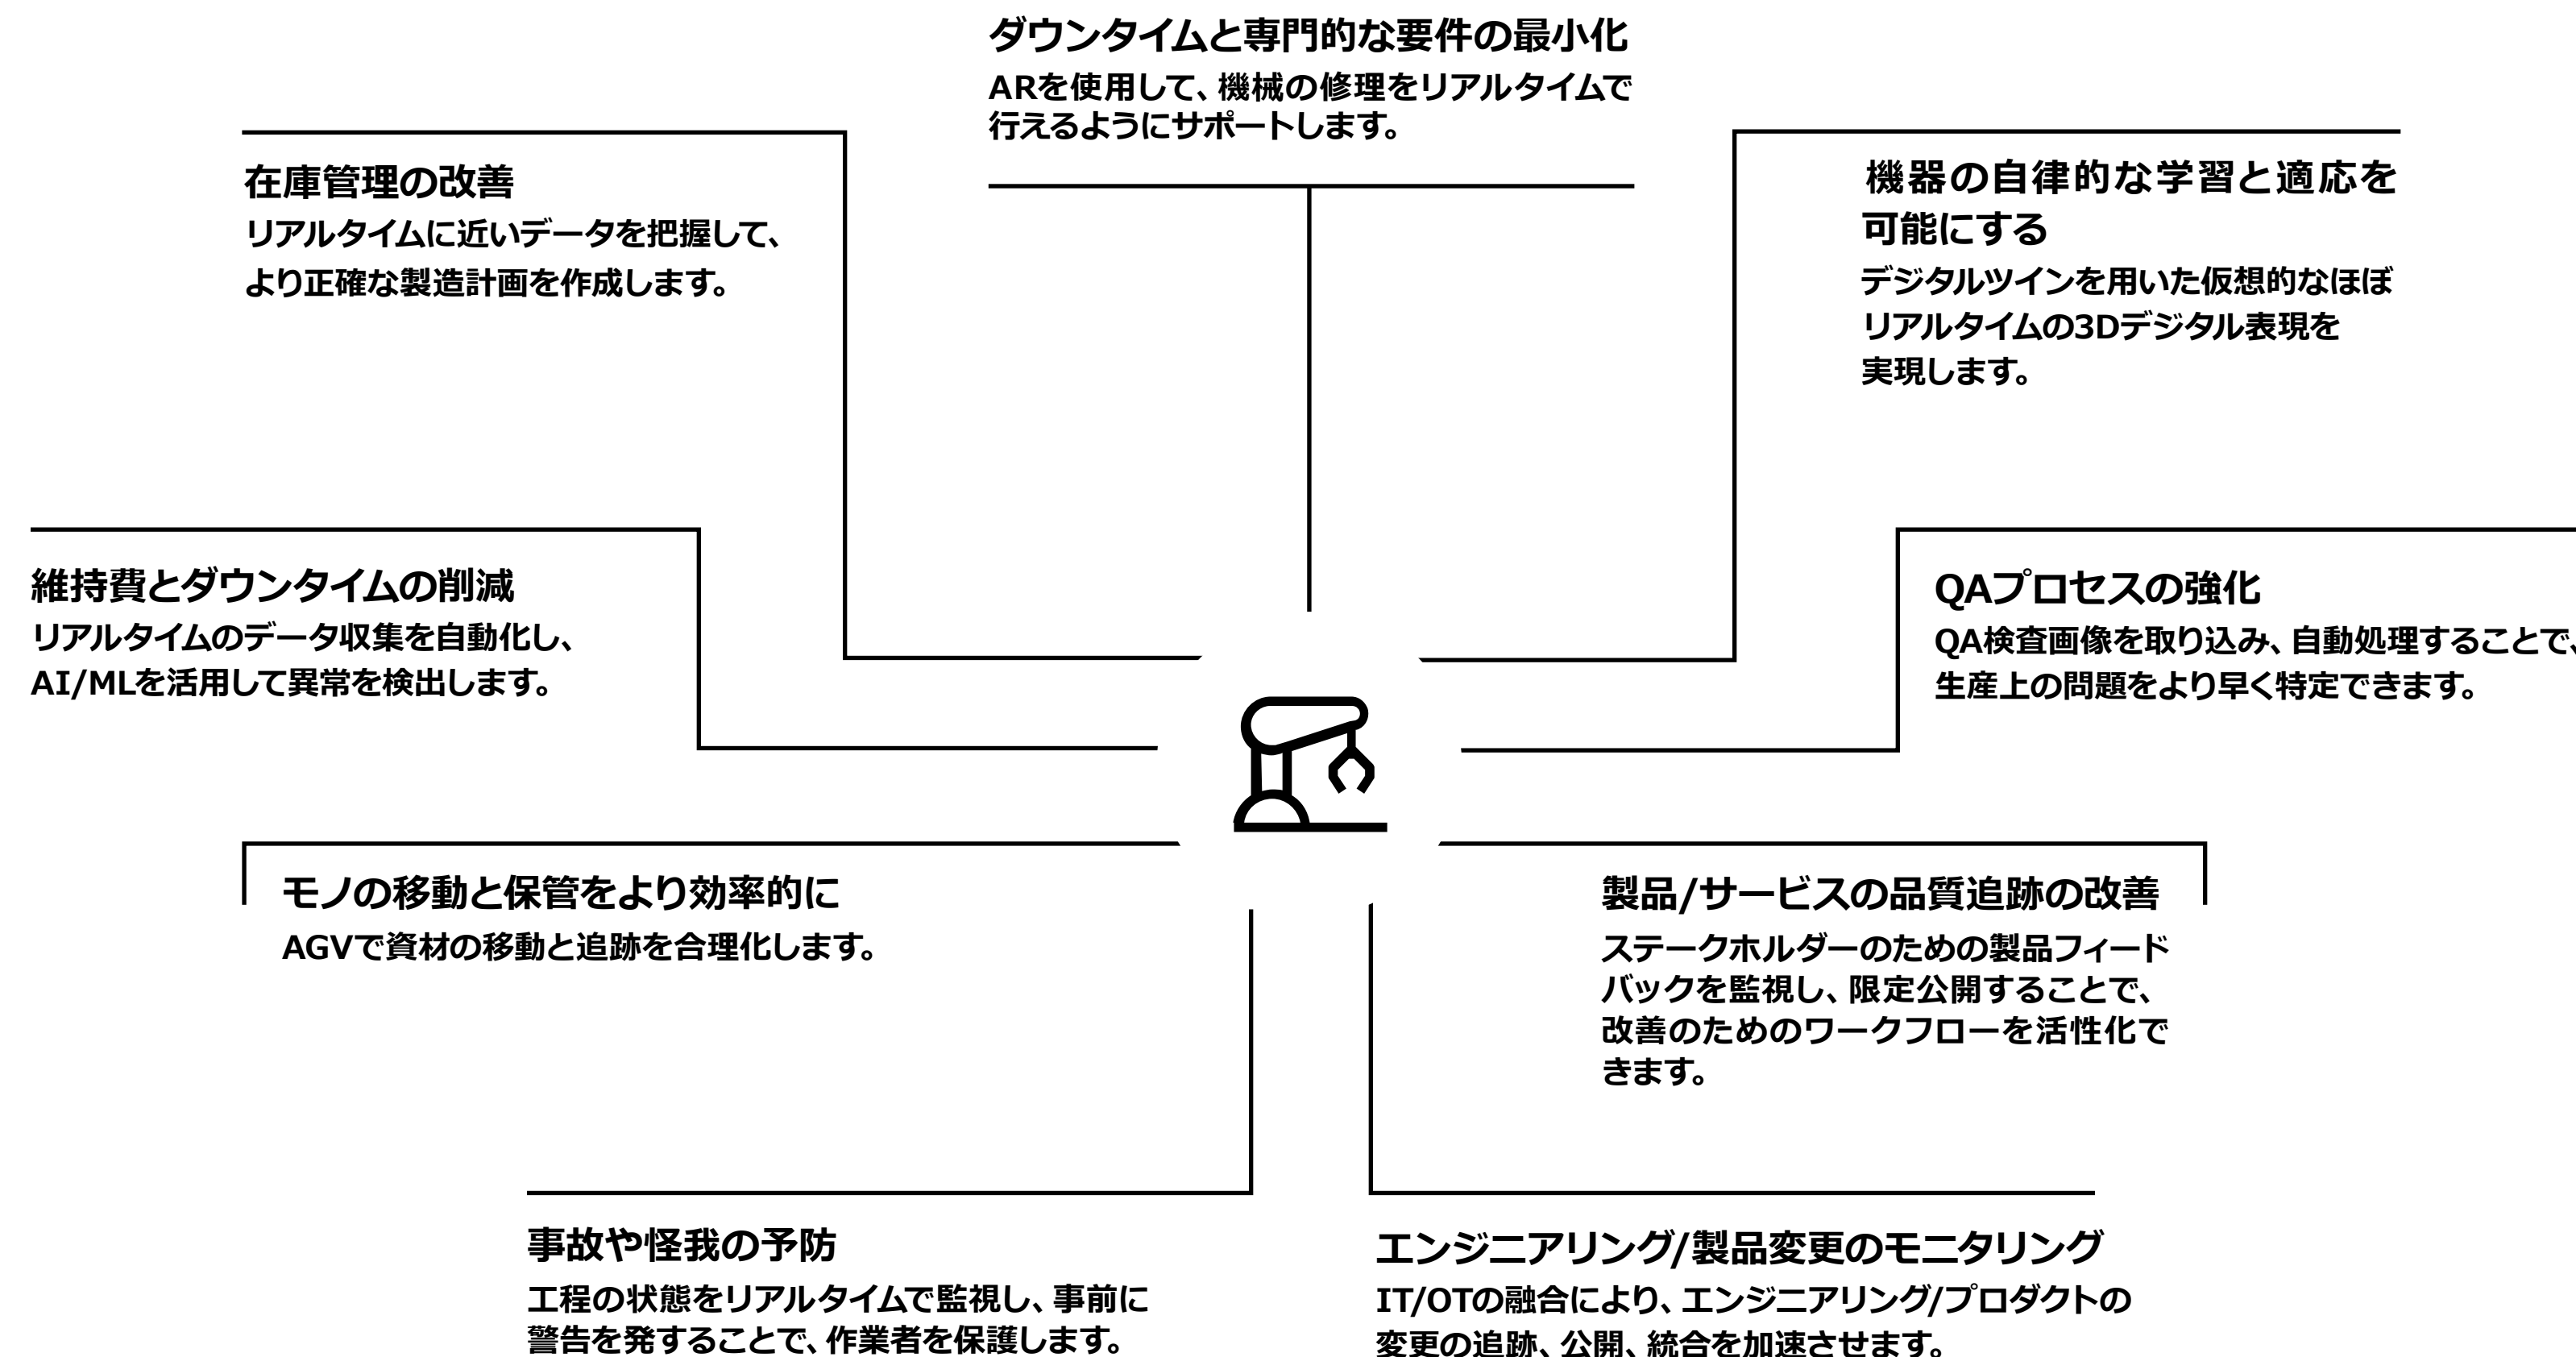 ダウンタイムと専門的な要件の最小化
ARを使用して、機械の修理をリアルタイムで
行えるようにサポートします。
在庫管理の改善
リアルタイムに近いデータを把握して、
より正確な製造計画を作成します。
機器の自律的な学習と適応を
可能にする
デジタルツインを用いた仮想的なほぼ
リアルタイムの3Dデジタル表現を
実現します。
維持費とダウンタイムの削減
リアルタイムのデータ収集を自動化し、
AI/MLを活用して異常を検出します。
QAプロセスの強化
QA検査画像を取り込み、自動処理することで、
生産上の問題をより早く特定できます。
モノの移動と保管をより効率的に
AGVで資材の移動と追跡を合理化します。
製品/サービスの品質追跡の改善
ステークホルダーのための製品フィード
バックを監視し、限定公開することで、
改善のためのワークフローを活性化で
きます。
事故や怪我の予防
工程の状態をリアルタイムで監視し、事前に
警告を発することで、作業者を保護します。
エンジニアリング/製品変更のモニタリング
IT/OTの融合により、エンジニアリング/プロダクトの
変更の追跡、公開、統合を加速させます。